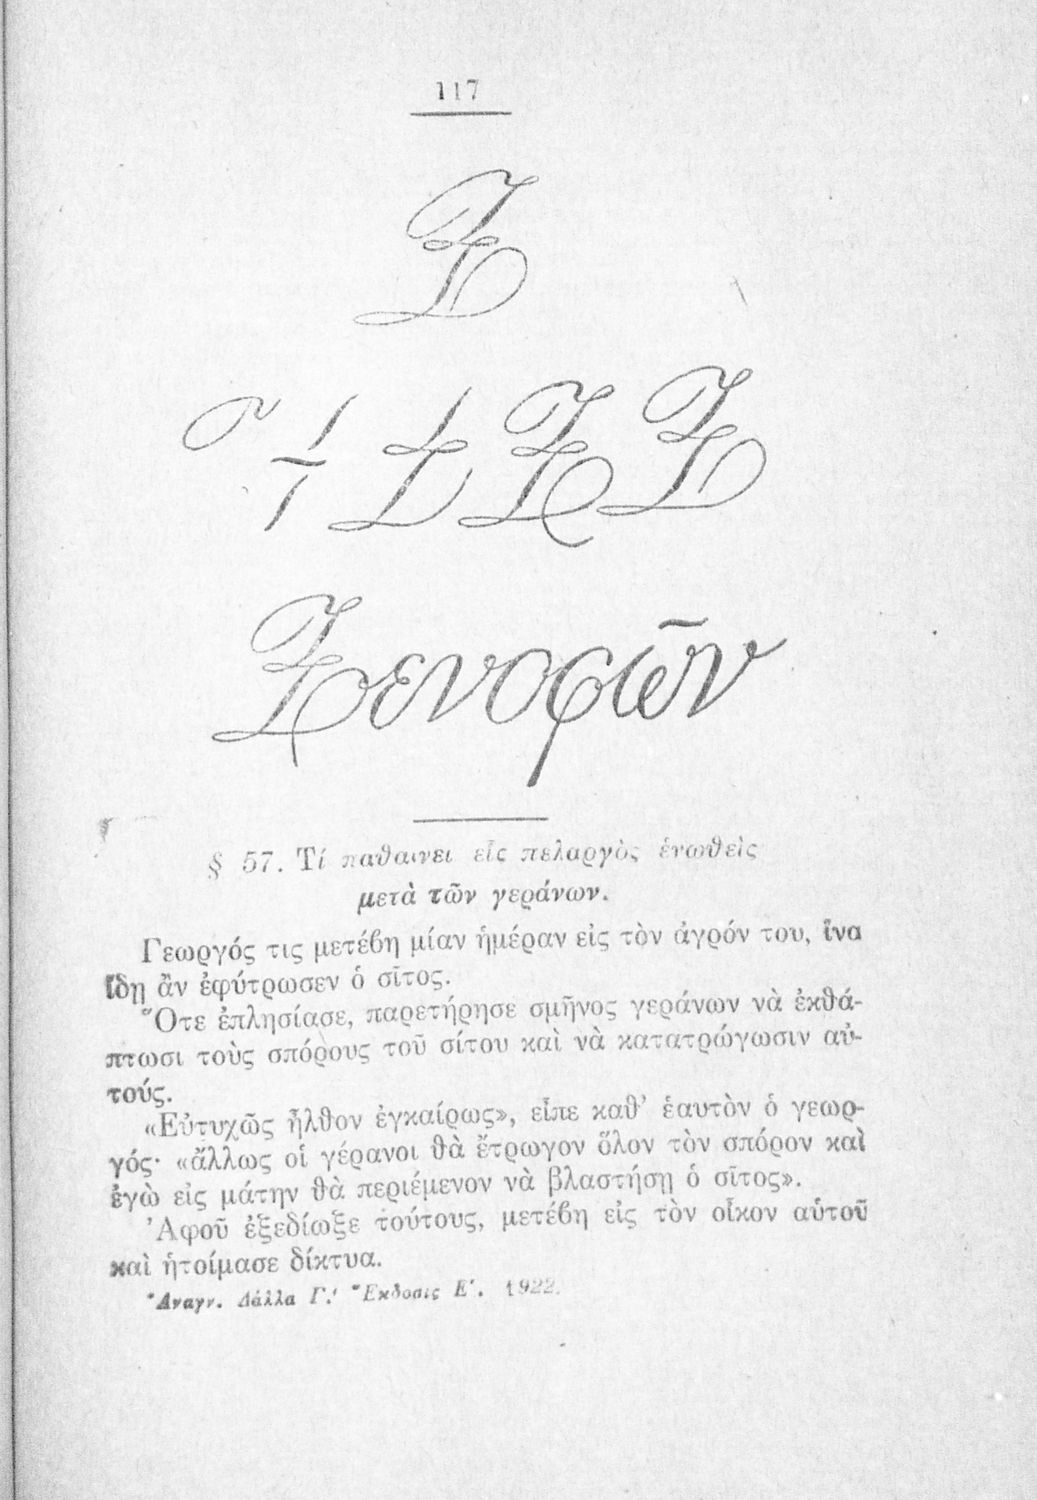 117
Ξ
Ξ Ξ
Ξενοφῶν
§ 57. Τί παθαινει εἷς πελαργὸς ἑνωθεὶς
μετὰ τῶν γεράνων.
Γεωργός τις μετέβη μίαν ἡμέραν εἰς τὸν ἀγρόν του, ἵνα
ἴδῃ ἂν ἐφύτρωσεν ὁ σῖτος.
Ὅτε ἐπλησίασε, παρετήρησε σμῆνος γεράνων νὰ ἐκθά-
πτωσι τοὺς σπόρους τοῦ σίτου καὶ νὰ κατατρώγωσιν αὐ-
τούς.
«Εὐτυχῶς ἦλθον ἐγκαίρως», εἶπε καθ’ ἑαυτὸν ὁ γεωρ-
γός· «ἄλλως οἱ γέρανοι θὰ ἔτρωγον ὅλον τὸν σπόρον καὶ
ἐγὼ εἰς μάτην θὰ περιέμενον νὰ βλαστήσῃ ὁ σῖτος».
Ἀφοῦ ἐξεδίωξε τούτους, μετέβη εἰς τὸν οἶκον αὑτοῦ
καὶ ἡτοίμασε δίκτυα.
Ἀναγν. Δάλλα Γ.′ Ἔκδοσις Ε′. 1922.